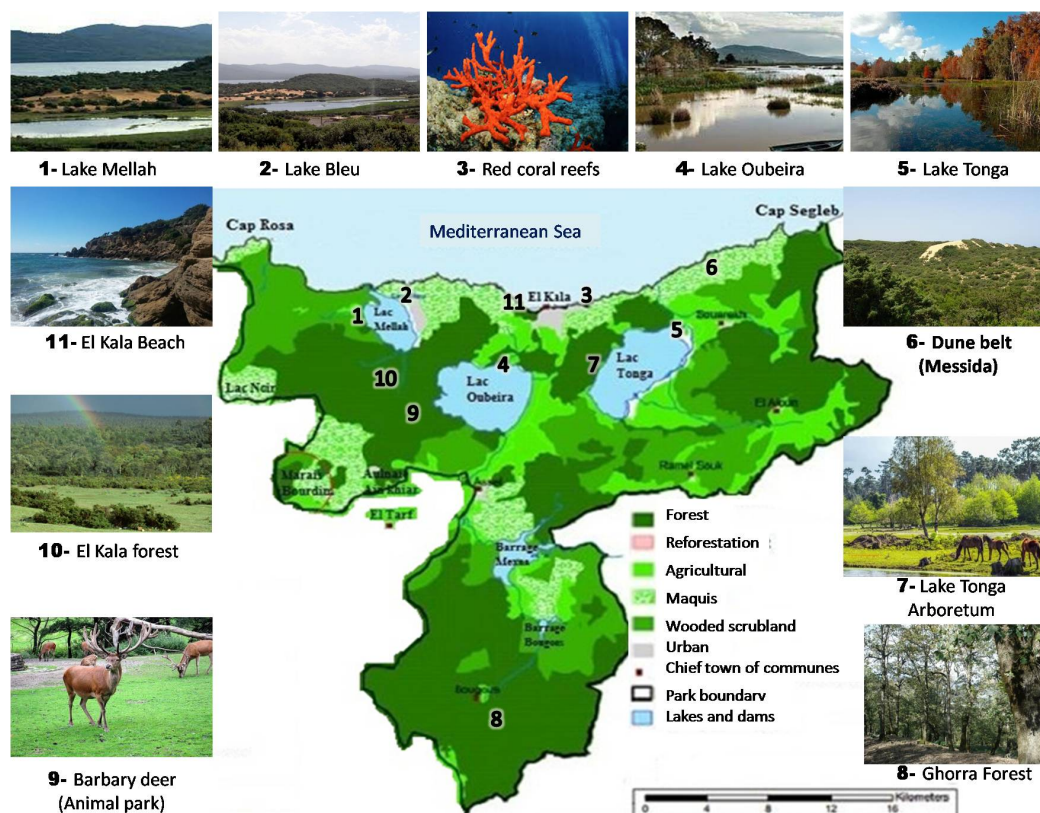 1- Lake Mellah
2- Lake Bleu
3- Red coral reefs
4- Lake Oubeira
5- Lake Tonga
Cap Rosa
Mediterranean Sea
Cap Segleb
6
2
11
El Kala
3
1
Lac
Mellah
5
Souarakh
11- El Kala Beach
6- Dune belt
(Messida)
4
7
Lac
Tonga
10
Lac Noir
Lac
Oubeira
9
El Aioun
Marais
Bourdim
Aulnaie
Ain khiar
Ramel Souk
El Tarf
10- El Kala forest
Barrage
Mexna
Barrage
Bougous
Bougous
8
Forest
Reforestation
Agricultural
Maquis
Wooded scrubland
Urban
Chief town of communes
Park boundary
Lakes and dams
7- Lake Tonga
Arboretum
9- Barbary deer
(Animal park)
8- Ghorra Forest
Kilometers
0 4 8 16